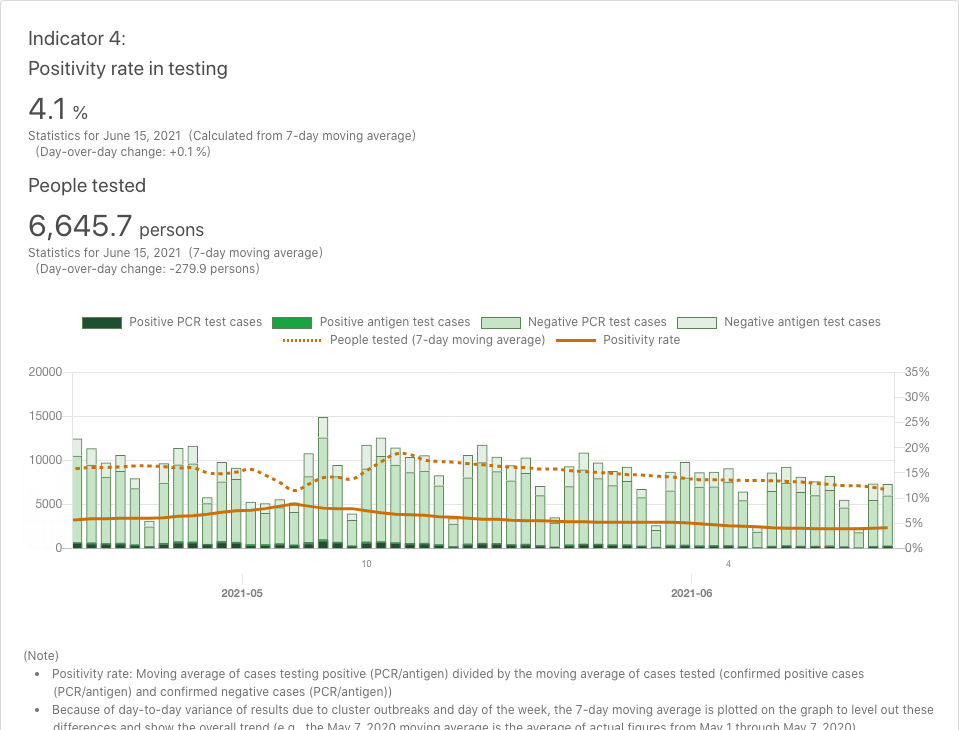 Indicator 4:
Positivity rate in testing
4.1 %
Statistics for June 15, 2021 (Calculated from 7-day moving average)
(Day-over-day change: +0.1 %)
People tested
6,645.7 persons
Statistics for June 15, 2021 (7-day moving average)
(Day-over-day change: -279.9 persons)
Positive PCR test cases Positive antigen test cases Negative PCR test cases Negative antigen test cases
People tested (7-day moving average) Positivity rate
20000 35%
30%
15000 25%
20%
10000 15%
5000 10%
5%
0 0%
10 4
2021-05 2021-06
(Note)
• Positivity rate: Moving average of cases testing positive (PCR/antigen) divided by the moving average of cases tested (confirmed positive cases
(PCR/antigen) and confirmed negative cases (PCR/antigen))
• Because of day-to-day variance of results due to cluster outbreaks and day of the week, the 7-day moving average is plotted on the graph to level out these
differences and show the overall trend (e.g., the May 7, 2020 moving average is the average of actual figures from May 1 through May 7, 2020)